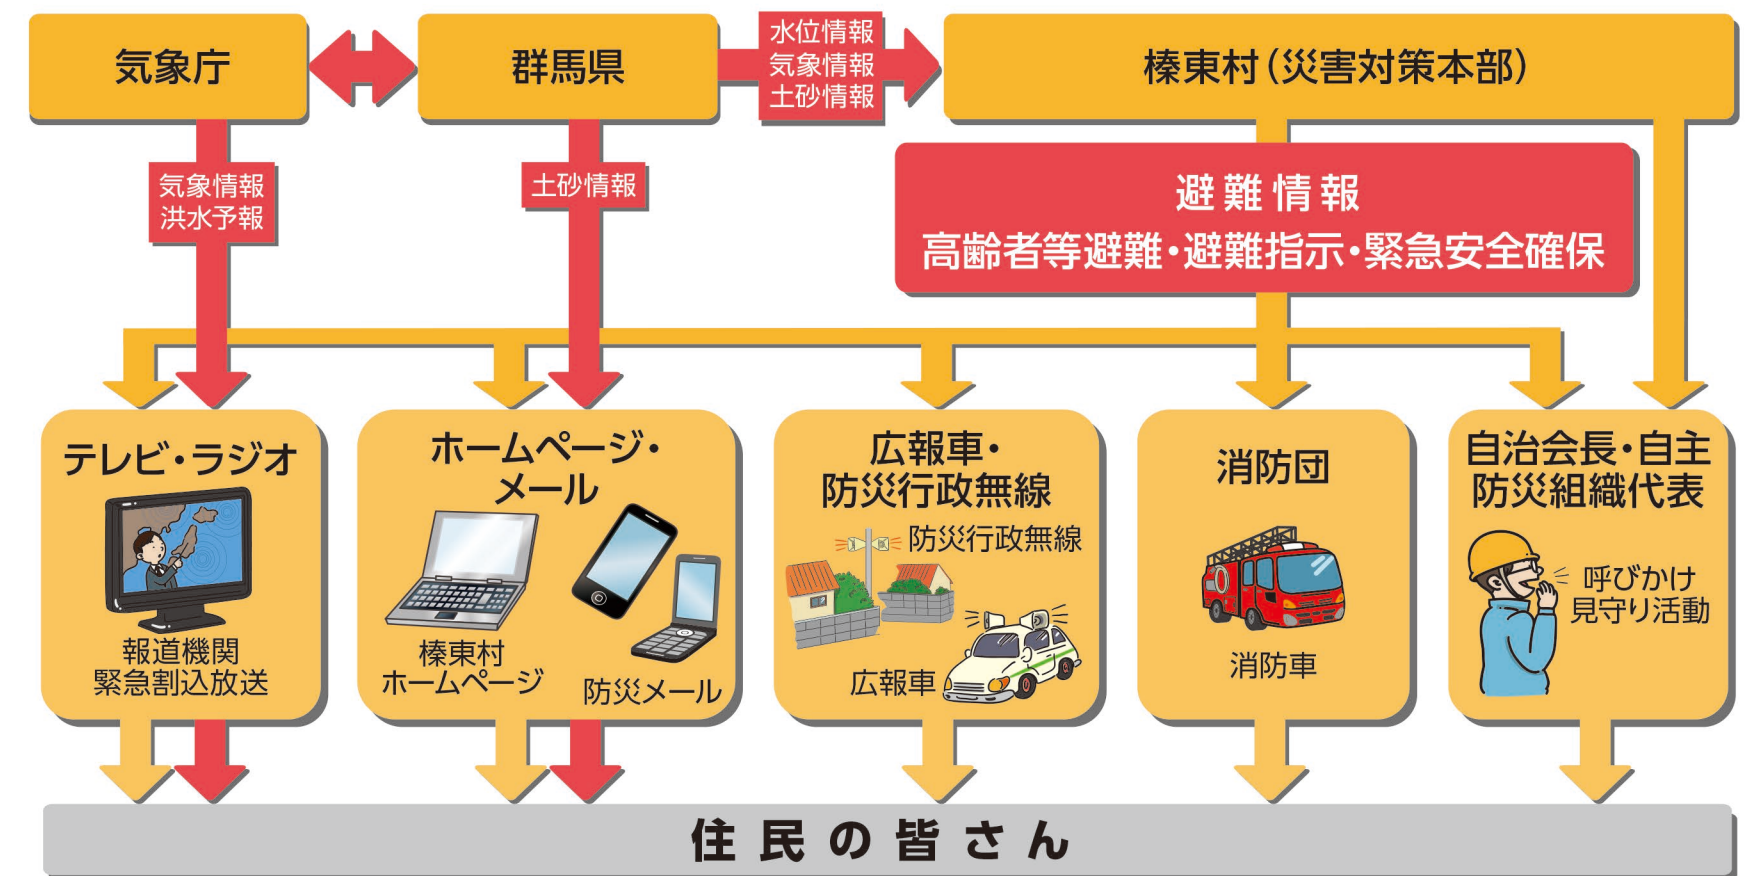 気象庁
群馬県
水位情報
気象情報
土砂情報
榛東村（災害対策本部）
気象情報
洪水予報
土砂情報
避難情報
高齢者等避難・避難指示・緊急安全確保
テレビ・ラジオ
報道機関
緊急割込放送
ホームページ・
メール
榛東村
ホームページ
防災メール
広報車・
防災行政無線
防災行政無線
広報車
消防団
消防車
自治会長・自主
防災組織代表
呼びかけ
見守り活動
住民の皆さん